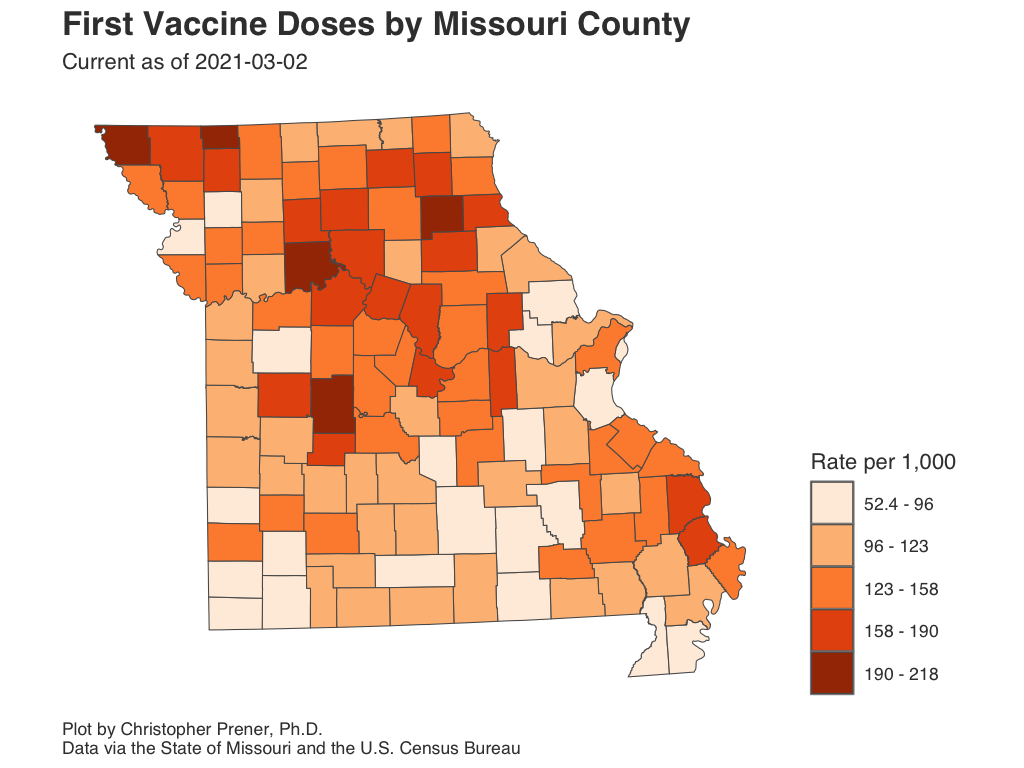 First Vaccine Doses by Missouri County
Current as of 2021-03-02
Rate per 1,000
52.4 - 96
96 - 123
123 - 158
158 - 190
190 - 218
Plot by Christopher Prener, Ph.D.
Data via the State of Missouri and the U.S. Census Bureau